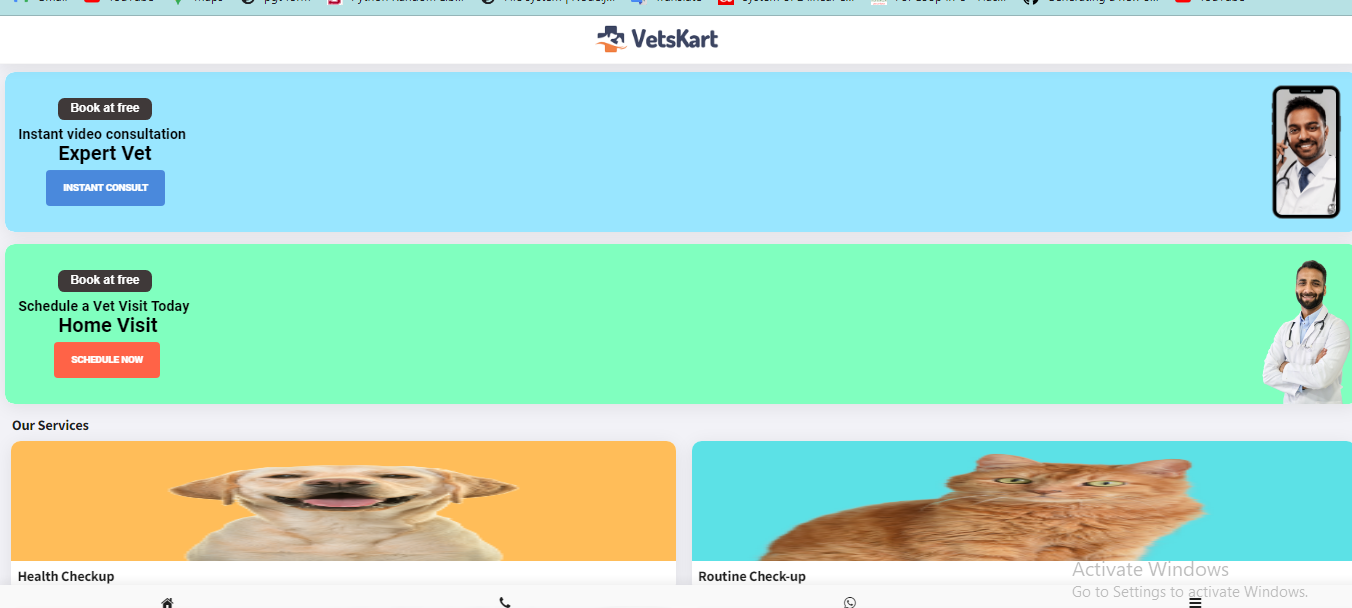 VetsKart
Book at free
Instant video consultation
Expert Vet
INSTANT CONSULT
Book at free
Schedule a Vet Visit Today
Home Visit
SCHEDULE NOW
Our Services
Health Checkup
Routine Check-up
Activate Windows
Go to Settings to activate Windows.